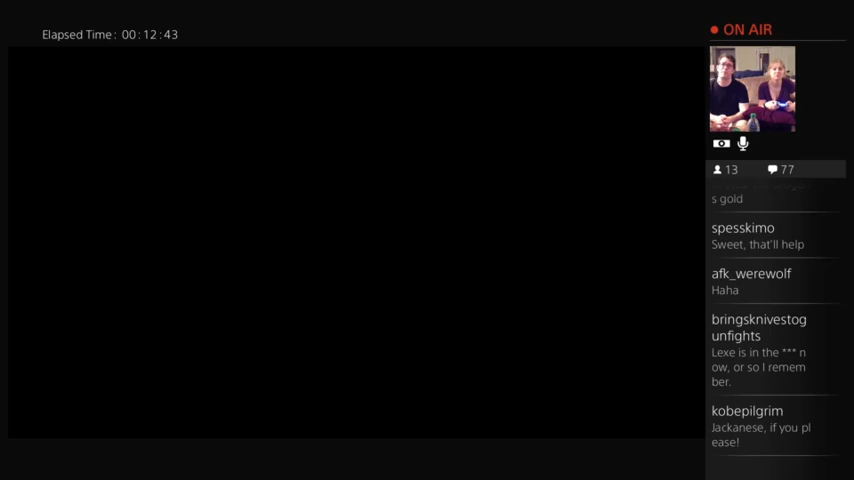 Elapsed Time: 00:12:43
ON AIR
13 77
s gold
spesskimo
Sweet, that'll help
afk_werewolf
Haha
bringsknivestog
unfights
Lexe is in the *** n
ow, or so I remem
ber.
kobepilgrim
Jackanese, if you pl
ease!